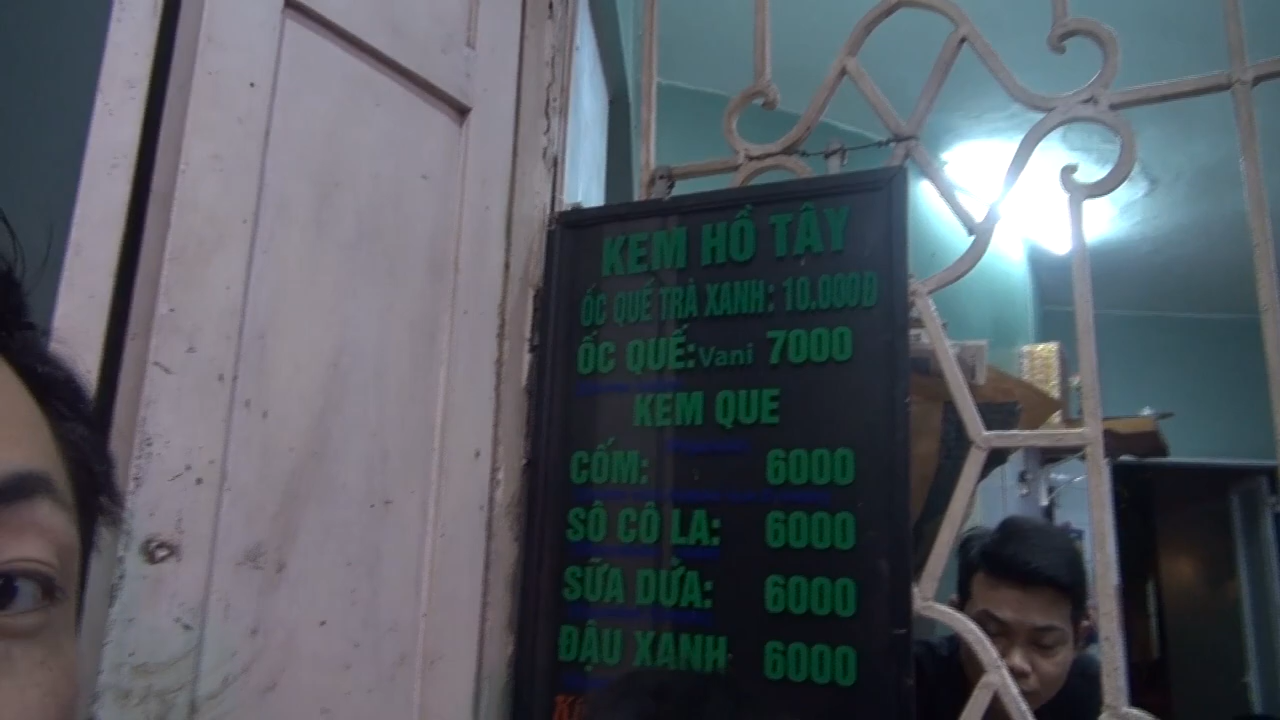 KEM HỒ TÂY
ỐC QUẾ TRÀ XANH: 10.000Đ
ỐC QUẾ: Vani 7000
KEM QUE
CỐM: 6000
SÔ CÔ LA: 6000
SỮA DỪA: 6000
ĐẬU XANH 6000